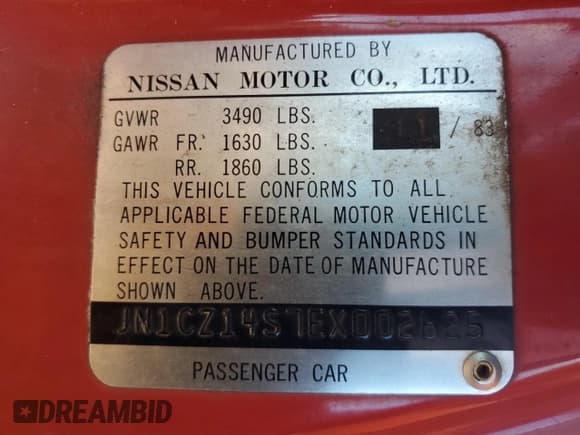 MANUFACTURED BY
NISSAN MOTOR CO., LTD.
GVWR 3490 LBS. 11 / 83
GAWR FR. 1630 LBS.
RR. 1860 LBS.
THIS VEHICLE CONFORMS TO ALL
APPLICABLE FEDERAL MOTOR VEHICLE
SAFETY AND BUMPER STANDARDS IN
EFFECT ON THE DATE OF MANUFACTURE
SHOWN ABOVE.
JN1CZ14S7EX002625
PASSENGER CAR
DREAMBID